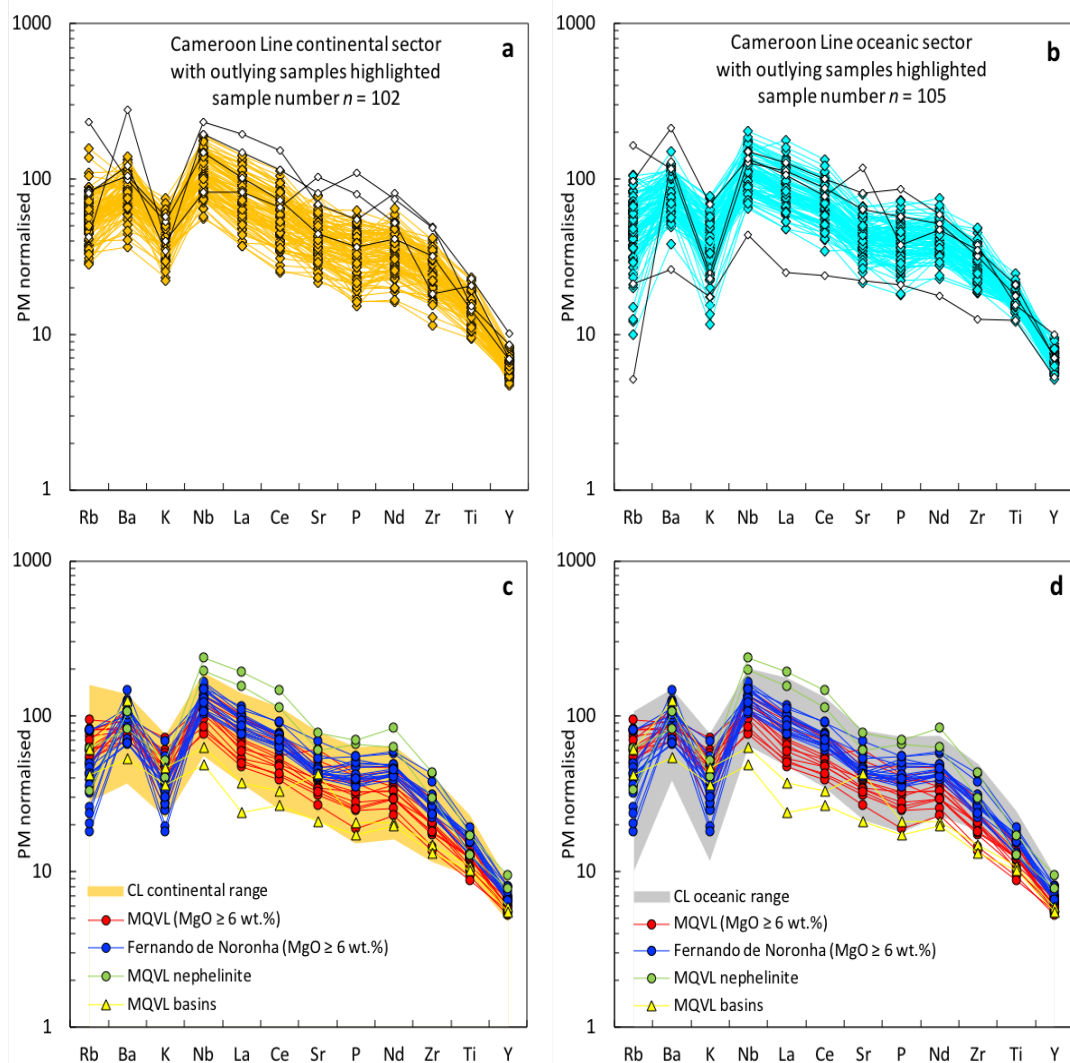 1000
100
10
1
PM normalised
Cameroon Line continental sector
with outlying samples highlighted
sample number n = 102
a
Rb Ba K Nb La Ce Sr P Nd Zr Ti Y
1000
100
10
1
PM normalised
Cameroon Line oceanic sector
with outlying samples highlighted
sample number n = 105
b
Rb Ba K Nb La Ce Sr P Nd Zr Ti Y
1000
100
10
1
PM normalised
c
CL continental range
MQVL (MgO ≥ 6 wt.%)
Fernando de Noronha (MgO ≥ 6 wt.%)
MQVL nephelinite
MQVL basins
Rb Ba K Nb La Ce Sr P Nd Zr Ti Y
1000
100
10
1
PM normalised
d
CL oceanic range
MQVL (MgO ≥ 6 wt.%)
Fernando de Noronha (MgO ≥ 6 wt.%)
MQVL nephelinite
MQVL basins
Rb Ba K Nb La Ce Sr P Nd Zr Ti Y